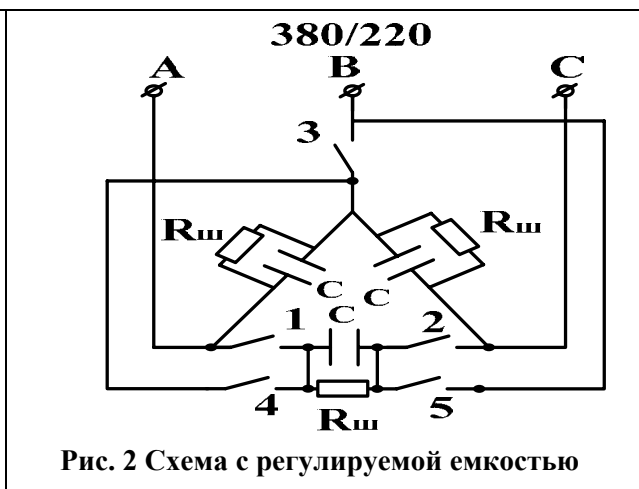 380/220
A B C
3
Rш Rш
C C
C
1 2
4 5
Rш
Рис. 2 Схема с регулируемой емкостью